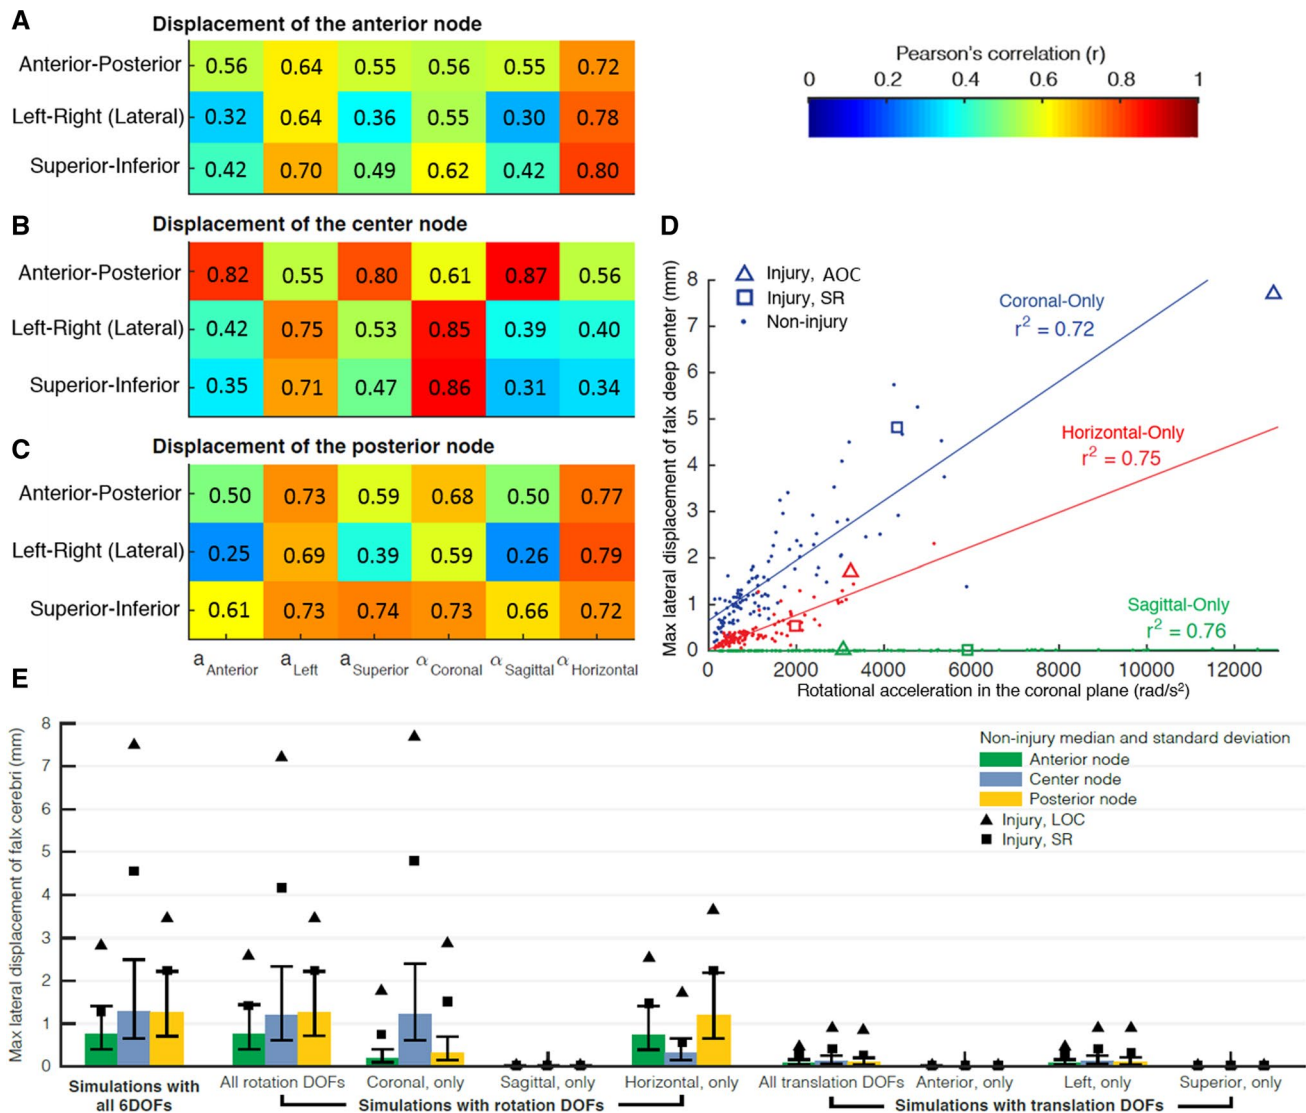 A
Displacement of the anterior node
Anterior-Posterior 0.56 0.64 0.55 0.56 0.55 0.72
Left-Right (Lateral) 0.32 0.64 0.36 0.55 0.30 0.78
Superior-Inferior 0.42 0.70 0.49 0.62 0.42 0.80
Pearson's correlation (r)
0 0.2 0.4 0.6 0.8 1
B
Displacement of the center node
Anterior-Posterior 0.82 0.55 0.80 0.61 0.87 0.56
Left-Right (Lateral) 0.42 0.75 0.53 0.85 0.39 0.40
Superior-Inferior 0.35 0.71 0.47 0.86 0.31 0.34
C
Displacement of the posterior node
Anterior-Posterior 0.50 0.73 0.59 0.68 0.50 0.77
Left-Right (Lateral) 0.25 0.69 0.39 0.59 0.26 0.79
Superior-Inferior 0.61 0.73 0.74 0.73 0.66 0.72
a Anterior a Left a Superior α Coronal α Sagittal α Horizontal
D
Max lateral displacement of falx deep center (mm)
8
7
6
5
4
3
2
1
0
Injury, AOC
Injury, SR
Non-injury
Coronal-Only
r² = 0.72
Horizontal-Only
r² = 0.75
Sagittal-Only
r² = 0.76
0 2000 4000 6000 8000 10000 12000
Rotational acceleration in the coronal plane (rad/s²)
E
Max lateral displacement of falx cerebri (mm)
8
7
6
5
4
3
2
1
0
Non-injury median and standard deviation
Anterior node
Center node
Posterior node
Injury, LOC
Injury, SR
Simulations with
all 6DOFs
All rotation DOFs Coronal, only Sagittal, only Horizontal, only All translation DOFs Anterior, only Left, only Superior, only
Simulations with rotation DOFs Simulations with translation DOFs